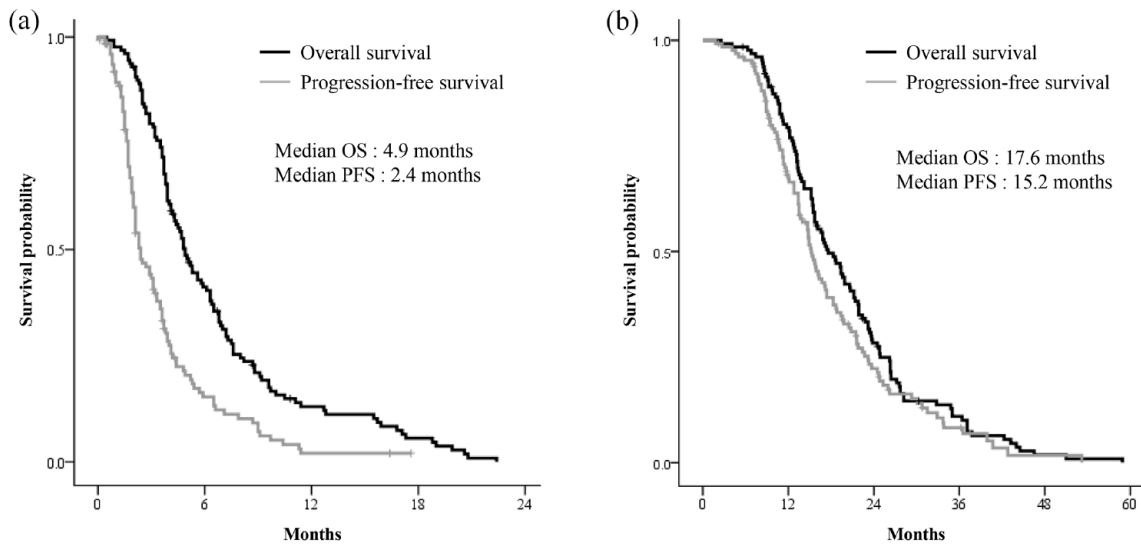 (a)
1.0
0.5
0.0
Survival probability
Overall survival
Progression-free survival
Median OS : 4.9 months
Median PFS : 2.4 months
0
6
12
18
24
Months
(b)
1.0
0.5
0.0
Survival probability
Overall survival
Progression-free survival
Median OS : 17.6 months
Median PFS : 15.2 months
0
12
24
36
48
60
Months